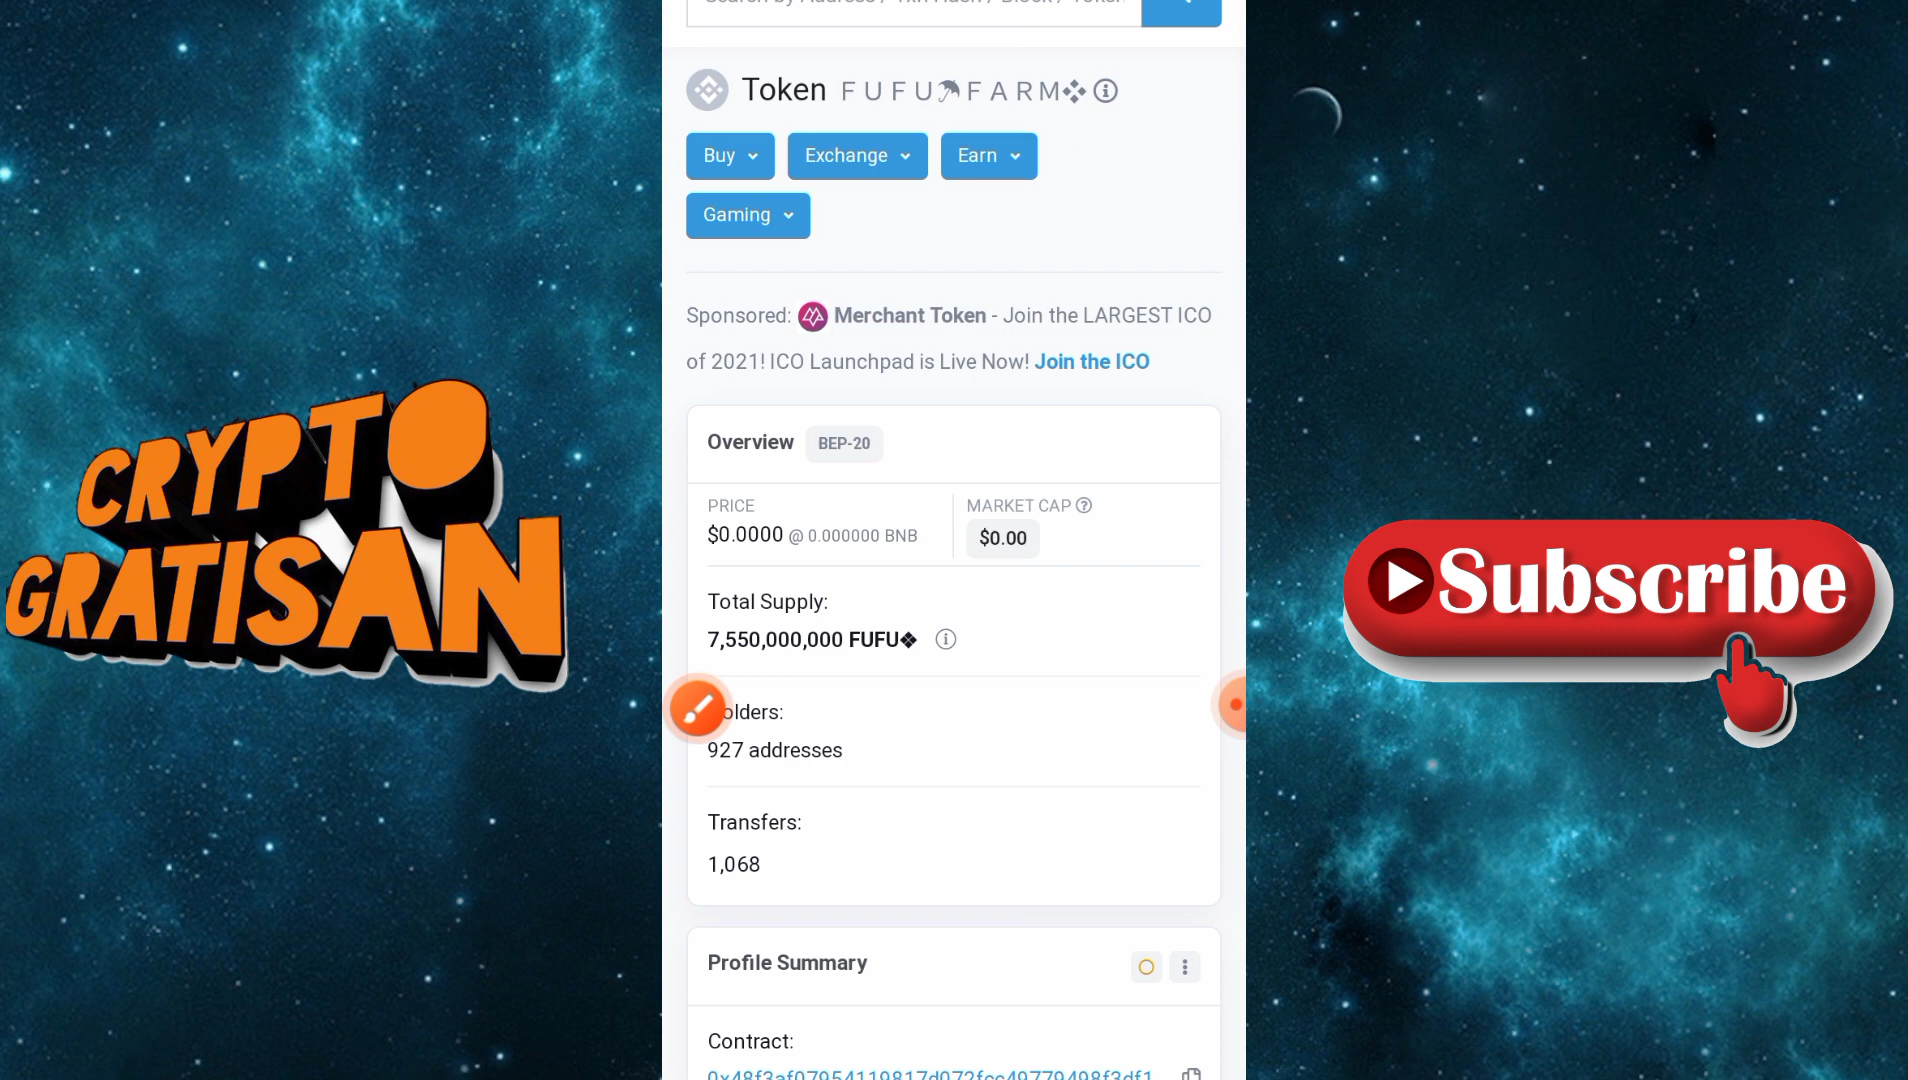 Token FUFU☂FARM❖
Buy
Exchange
Earn
Gaming
Sponsored: Merchant Token - Join the LARGEST ICO
of 2021! ICO Launchpad is Live Now! Join the ICO
Overview BEP-20
PRICE
$0.0000 @ 0.000000 BNB
MARKET CAP
$0.00
Total Supply:
7,550,000,000 FUFU❖
olders:
927 addresses
Transfers:
1,068
Profile Summary
Contract:
CRYPTO
GRATISAN
Subscribe